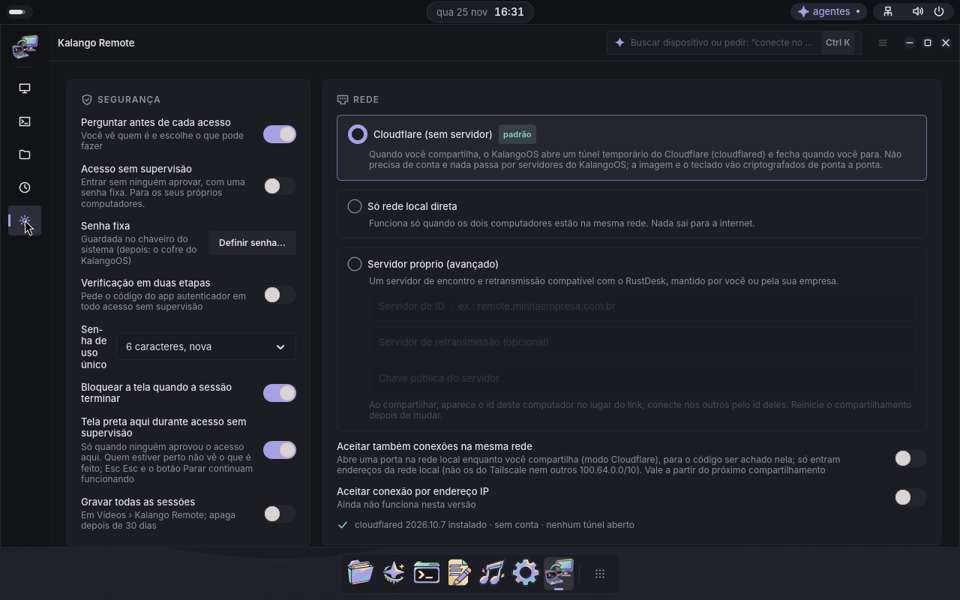 qua 25 nov 16:31
agentes
Kalango Remote
Buscar dispositivo ou pedir: "conecte no ...
Ctrl K
SEGURANÇA
Perguntar antes de cada acesso
Você vê quem é e escolhe o que pode
fazer
Acesso sem supervisão
Entrar sem ninguém aprovar, com uma
senha fixa. Para os seus próprios
computadores.
Senha fixa
Guardada no chaveiro do
sistema (depois: o cofre do
KalangoOS)
Definir senha...
Verificação em duas etapas
Pede o código do app autenticador em
todo acesso sem supervisão
Sen-
ha de
uso
único
6 caracteres, nova
Bloquear a tela quando a sessão
terminar
Tela preta aqui durante acesso sem
supervisão
Só quando ninguém aprovou o acesso
aqui. Quem estiver perto não vê o que é
feito; Esc Esc e o botão Parar continuam
funcionando
Gravar todas as sessões
Em Vídeos › Kalango Remote; apaga
depois de 30 dias
REDE
Cloudflare (sem servidor) padrão
Quando você compartilha, o KalangoOS abre um túnel temporário do Cloudflare (cloudflared) e fecha quando você para. Não
precisa de conta e nada passa por servidores do KalangoOS; a imagem e o teclado vão criptografados de ponta a ponta.
Só rede local direta
Funciona só quando os dois computadores estão na mesma rede. Nada sai para a internet.
Servidor próprio (avançado)
Um servidor de encontro e retransmissão compatível com o RustDesk, mantido por você ou pela sua empresa.
Servidor de ID · ex.: remote.minhaempresa.com.br
Servidor de retransmissão (opcional)
Chave pública do servidor
Ao compartilhar, aparece o id deste computador no lugar do link; conecte nos outros pelo id deles. Reinicie o compartilhamento
depois de mudar.
Aceitar também conexões na mesma rede
Abre uma porta na rede local enquanto você compartilha (modo Cloudflare), para o código ser achado nela; só entram
endereços da rede local (não os do Tailscale nem outros 100.64.0.0/10). Vale a partir do próximo compartilhamento
Aceitar conexão por endereço IP
Ainda não funciona nesta versão
cloudflared 2026.10.7 instalado · sem conta · nenhum túnel aberto